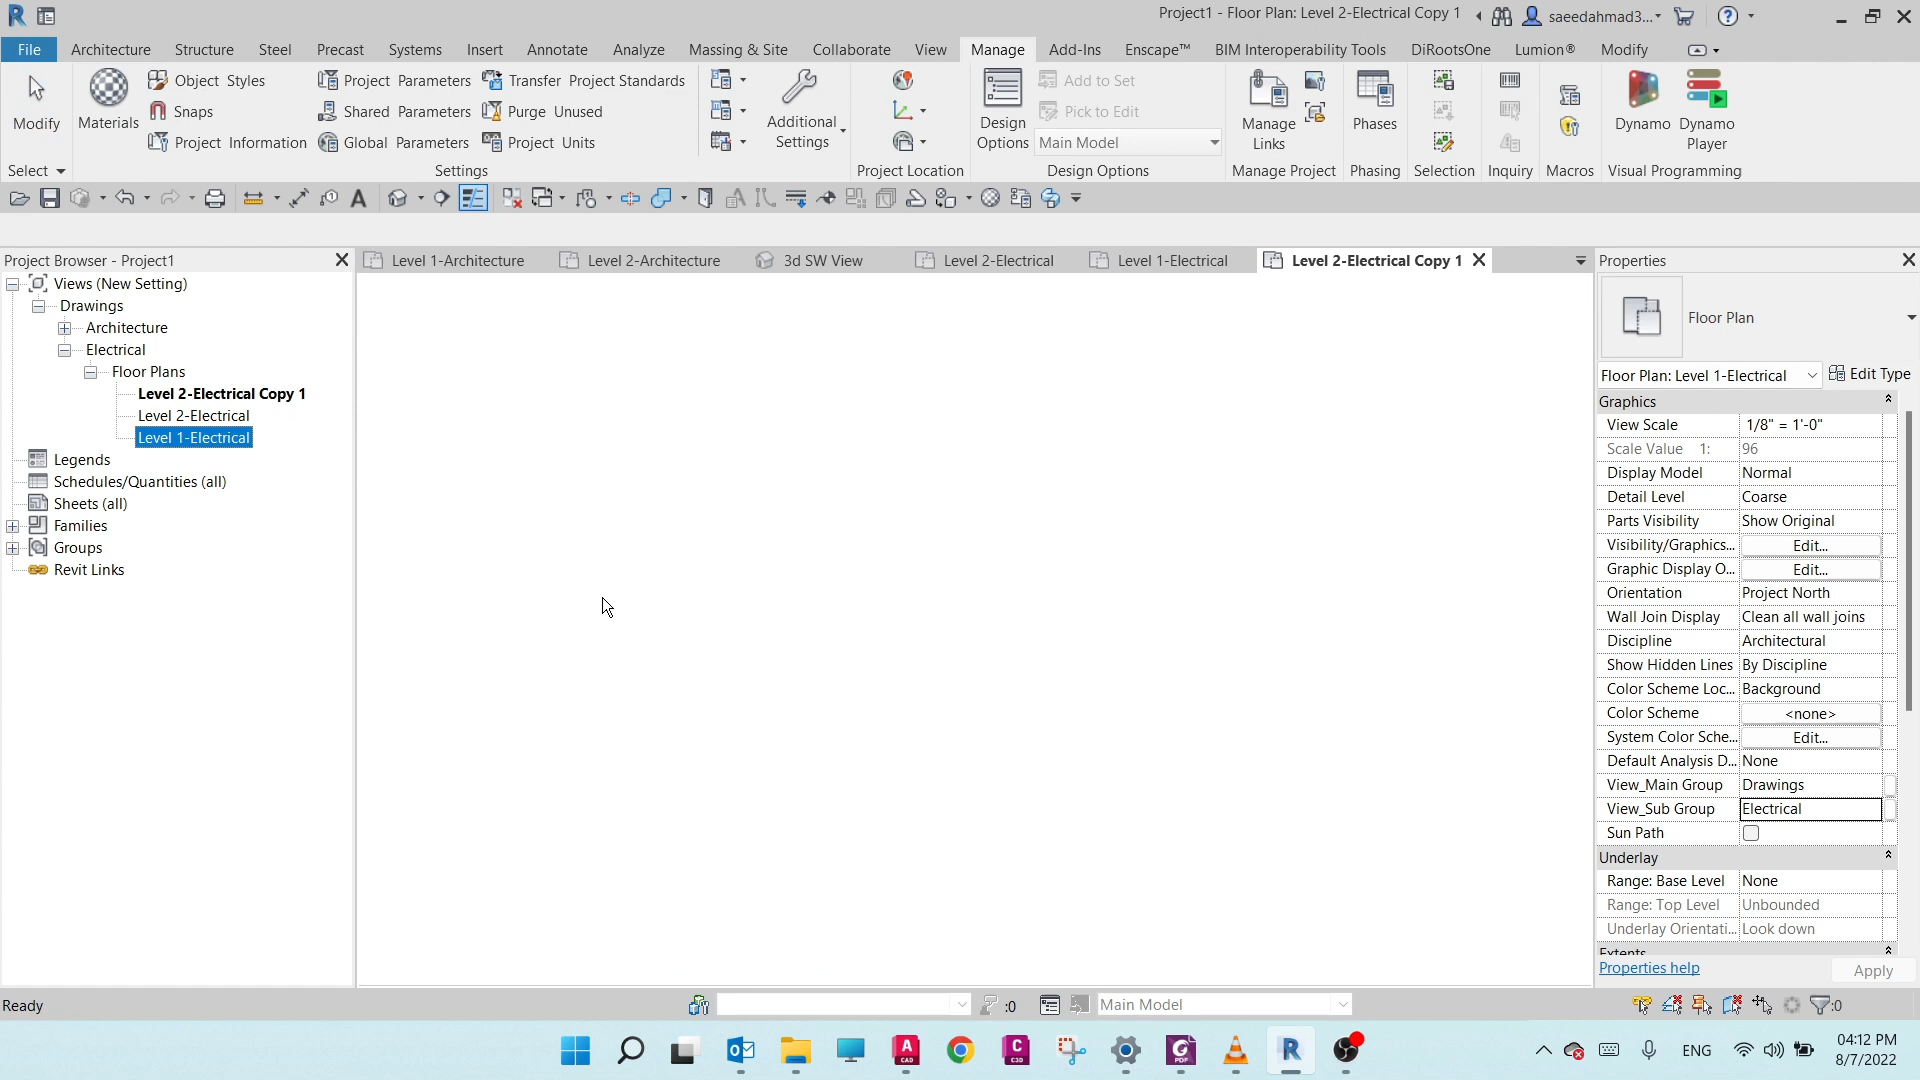 Project1 - Floor Plan: Level 2-Electrical Copy 1
saeedahmad3...
File Architecture Structure Steel Precast Systems Insert Annotate Analyze Massing & Site Collaborate View Manage Add-Ins Enscape™ BIM Interoperability Tools DiRootsOne Lumion® Modify
Modify
Materials
Object Styles
Snaps
Project Information
Project Parameters
Shared Parameters
Global Parameters
Transfer Project Standards
Purge Unused
Project Units
Additional
Settings
Design
Options
Add to Set
Pick to Edit
Main Model
Manage
Links
Phases
Dynamo
Dynamo
Player
Select Settings Project Location Design Options Manage Project Phasing Selection Inquiry Macros Visual Programming
Project Browser - Project1
Views (New Setting)
Drawings
Architecture
Electrical
Floor Plans
Level 2-Electrical Copy 1
Level 2-Electrical
Level 1-Electrical
Legends
Schedules/Quantities (all)
Sheets (all)
Families
Groups
Revit Links
Level 1-Architecture Level 2-Architecture 3d SW View Level 2-Electrical Level 1-Electrical Level 2-Electrical Copy 1
Properties
Floor Plan
Floor Plan: Level 1-Electrical Edit Type
Graphics
View Scale 1/8" = 1'-0"
Scale Value 1: 96
Display Model Normal
Detail Level Coarse
Parts Visibility Show Original
Visibility/Graphics... Edit...
Graphic Display O... Edit...
Orientation Project North
Wall Join Display Clean all wall joins
Discipline Architectural
Show Hidden Lines By Discipline
Color Scheme Loc... Background
Color Scheme <none>
System Color Sche... Edit...
Default Analysis D... None
View_Main Group Drawings
View_Sub Group Electrical
Sun Path
Underlay
Range: Base Level None
Range: Top Level Unbounded
Underlay Orientati... Look down
Extents
Properties help Apply
Ready :0 Main Model :0
ENG
04:12 PM
8/7/2022